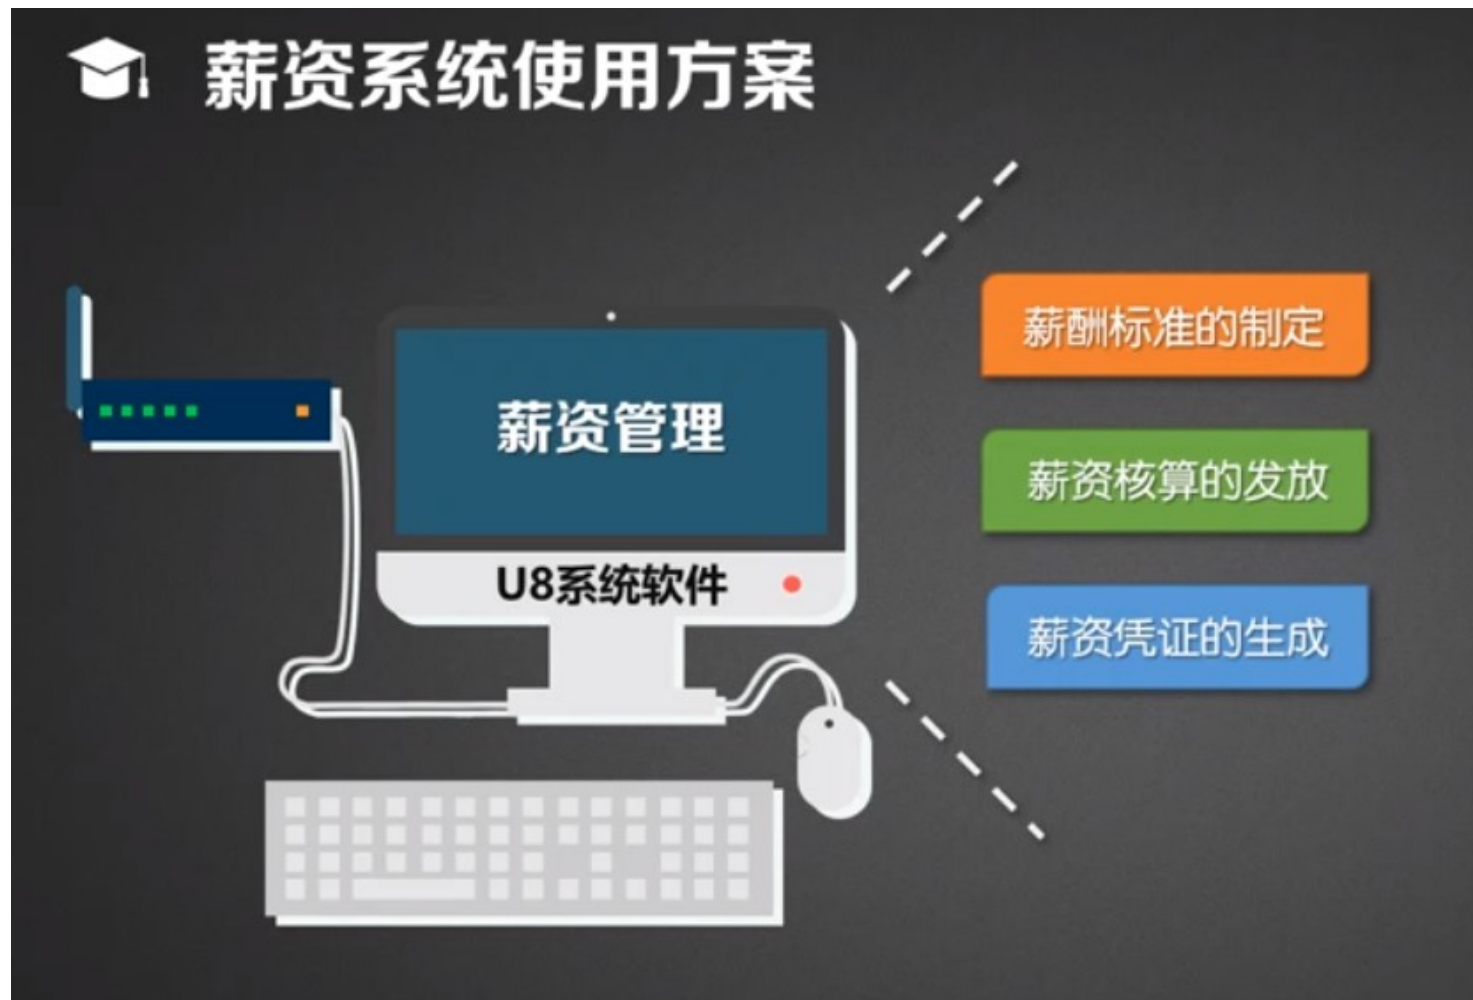 薪资系统使用方案
薪资管理
U8系统软件
薪酬标准的制定
薪资核算的发放
薪资凭证的生成